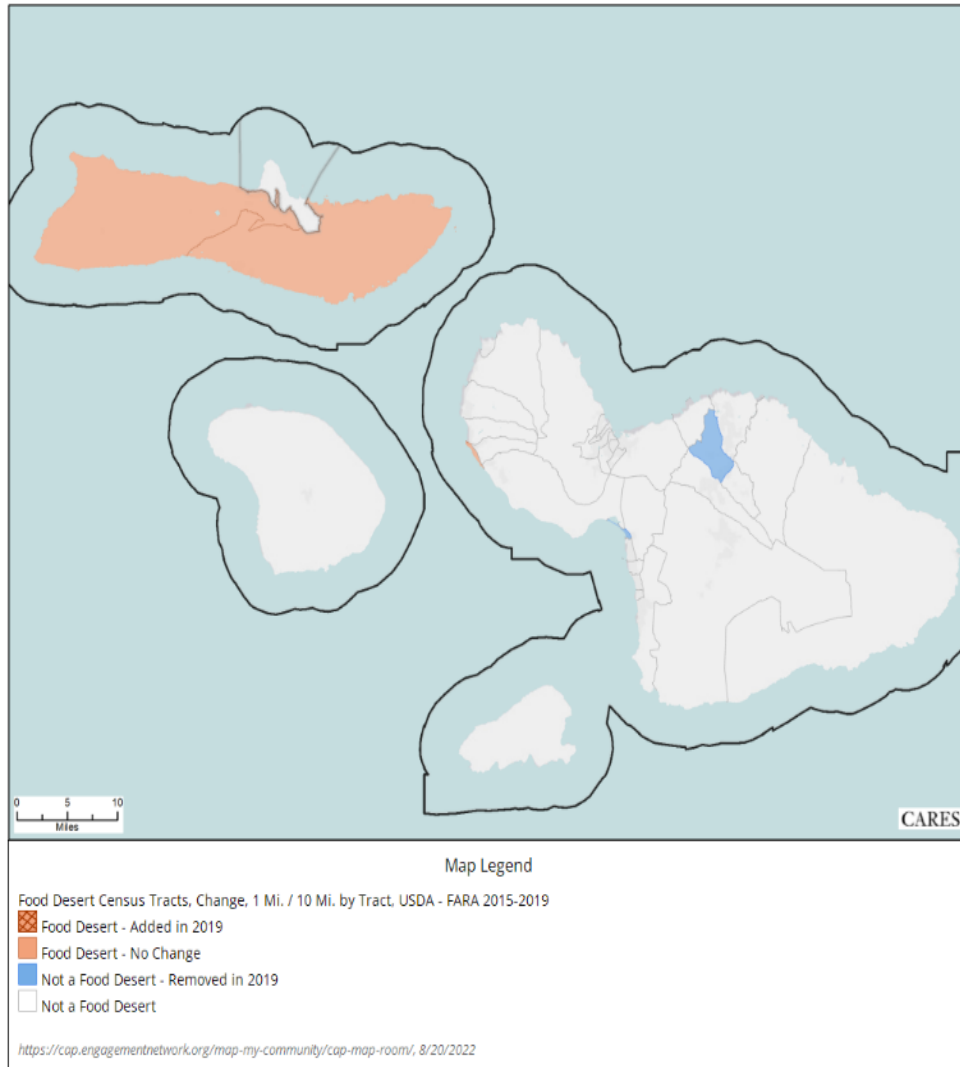 0 5 10
Miles
CARES
Map Legend
Food Desert Census Tracts, Change, 1 Mi. / 10 Mi. by Tract, USDA - FARA 2015-2019
Food Desert - Added in 2019
Food Desert - No Change
Not a Food Desert - Removed in 2019
Not a Food Desert
https://cap.engagementnetwork.org/map-my-community/cap-map-room/, 8/20/2022